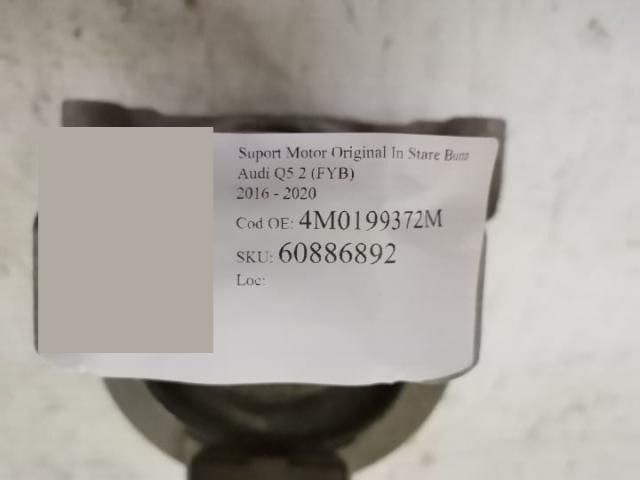 Suport Motor Original In Stare Buna
Audi Q5 2 (FYB)
2016 - 2020
Cod OE: 4M0199372M
SKU: 60886892
Loc: